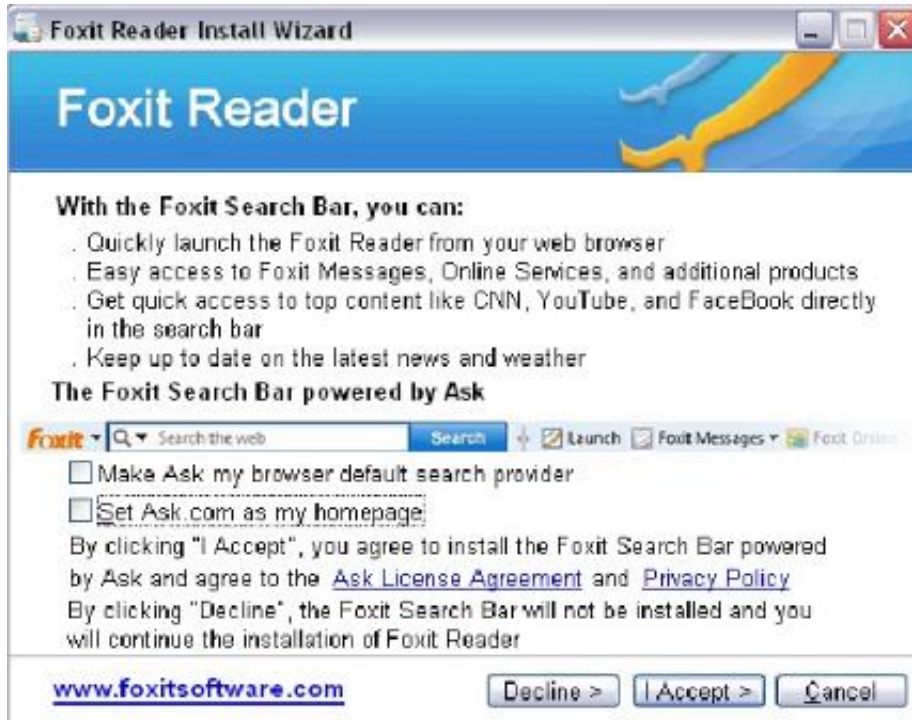 Foxit Reader Install Wizard
Foxit Reader
With the Foxit Search Bar, you can:
. Quickly launch the Foxit Reader from your web browser
. Easy access to Foxit Messages, Online Services, and additional products
. Get quick access to top content like CNN, YouTube, and FaceBook directly
in the search bar
. Keep up to date on the latest news and weather
The Foxit Search Bar powered by Ask
Foxit Search the web Search Launch Foxit Messages Foxit
Make Ask my browser default search provider
Set Ask.com as my homepage
By clicking "I Accept", you agree to install the Foxit Search Bar powered
by Ask and agree to the Ask License Agreement and Privacy Policy
By clicking "Decline", the Foxit Search Bar will not be installed and you
will continue the installation of Foxit Reader
www.foxitsoftware.com Decline > I Accept > Cancel